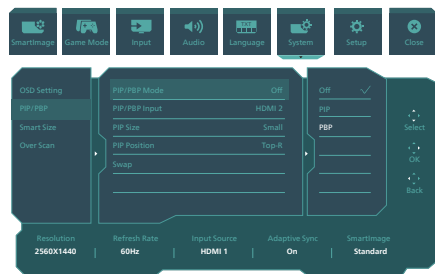 TXT
SmartImage
Game Mode
Input
Audio
Language
System
Setup
Close
OSD Setting
PIP/PBP
Smart Size
Over Scan
PIP/PBP Mode Off
PIP/PBP Input HDMI 2
PIP Size Small
PIP Position Top-R
Swap
Off
PIP
PBP
Select
OK
Back
Resolution
2560X1440
Refresh Rate
60Hz
Input Source
HDMI 1
Adaptive Sync
On
SmartImage
Standard